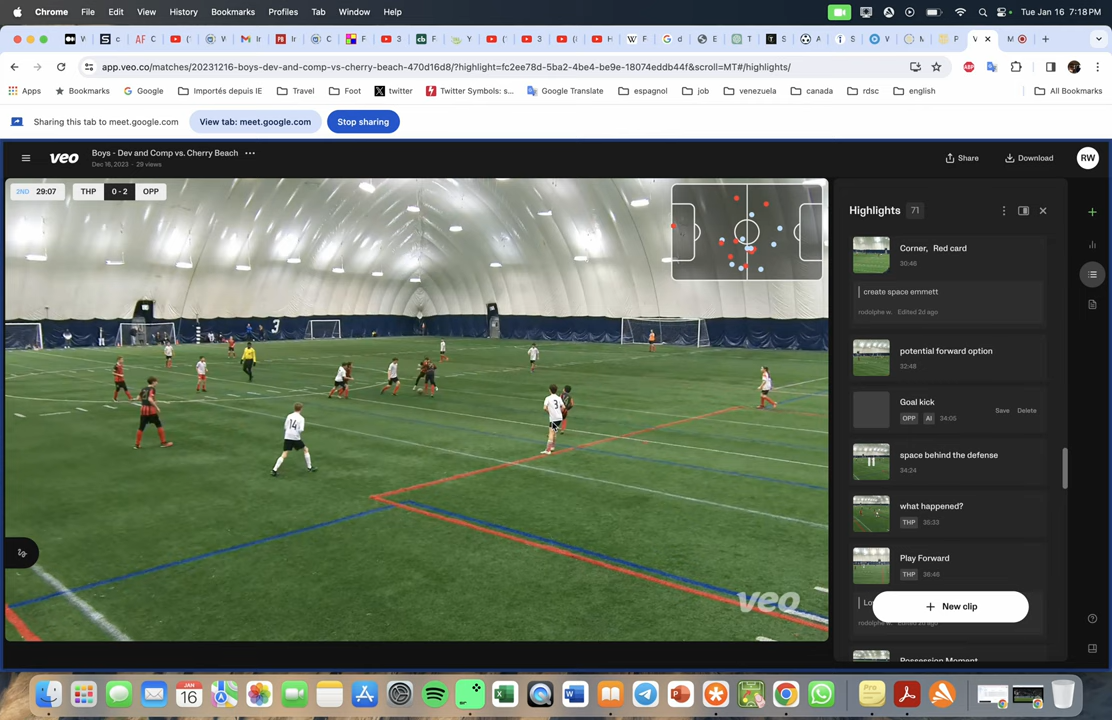 Chrome File Edit View History Bookmarks Profiles Tab Window Help
Tue Jan 16 7:18 PM
app.veo.co/matches/20231216-boys-dev-and-comp-vs-cherry-beach-470d16d8/?highlight=fc2ee78d-5ba2-4be4-be9e-18074eddb44f&scroll=MT#/highlights/
Apps Bookmarks Google Importés depuis IE Travel Foot twitter Twitter Symbols: s... Google Translate espagnol job venezuela canada rdsc english All Bookmarks
Sharing this tab to meet.google.com View tab: meet.google.com Stop sharing
veo
Boys - Dev and Comp vs. Cherry Beach ...
Dec 16, 2023 · 29 views
Share Download RW
2ND 29:07 THP 0 - 2 OPP
Highlights 71
Corner, Red card
30:46
create space emmett
rodolphe w. Edited 2d ago
potential forward option
32:48
Goal kick
OPP AI 34:05 Save Delete
space behind the defense
34:24
what happened?
THP 35:33
Play Forward
THP 36:46
New clip
Possession Moment
3
14
3
veo
JAN
16